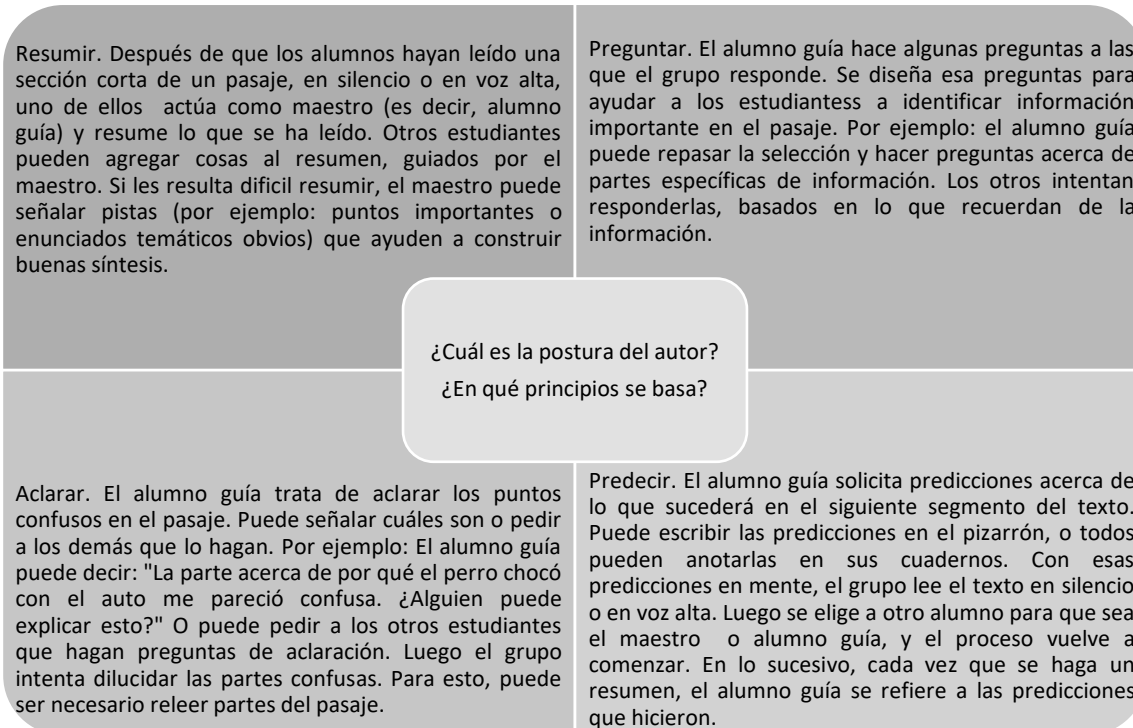 Resumir. Después de que los alumnos hayan leído una
sección corta de un pasaje, en silencio o en voz alta,
uno de ellos actúa como maestro (es decir, alumno
guía) y resume lo que se ha leído. Otros estudiantes
pueden agregar cosas al resumen, guiados por el
maestro. Si les resulta dificil resumir, el maestro puede
señalar pistas (por ejemplo: puntos importantes o
enunciados temáticos obvios) que ayuden a construir
buenas síntesis.
Preguntar. El alumno guía hace algunas preguntas a las
que el grupo responde. Se diseña esa preguntas para
ayudar a los estudiantess a identificar información
importante en el pasaje. Por ejemplo: el alumno guía
puede repasar la selección y hacer preguntas acerca de
partes específicas de información. Los otros intentan
responderlas, basados en lo que recuerdan de la
información.
¿Cuál es la postura del autor?
¿En qué principios se basa?
Aclarar. El alumno guía trata de aclarar los puntos
confusos en el pasaje. Puede señalar cuáles son o pedir
a los demás que lo hagan. Por ejemplo: El alumno guía
puede decir: "La parte acerca de por qué el perro chocó
con el auto me pareció confusa. ¿Alguien puede
explicar esto?" O puede pedir a los otros estudiantes
que hagan preguntas de aclaración. Luego el grupo
intenta dilucidar las partes confusas. Para esto, puede
ser necesario releer partes del pasaje.
Predecir. El alumno guía solicita predicciones acerca de
lo que sucederá en el siguiente segmento del texto.
Puede escribir las predicciones en el pizarrón, o todos
pueden anotarlas en sus cuadernos. Con esas
predicciones en mente, el grupo lee el texto en silencio
o en voz alta. Luego se elige a otro alumno para que sea
el maestro o alumno guía, y el proceso vuelve a
comenzar. En lo sucesivo, cada vez que se haga un
resumen, el alumno guía se refiere a las predicciones
que hicieron.